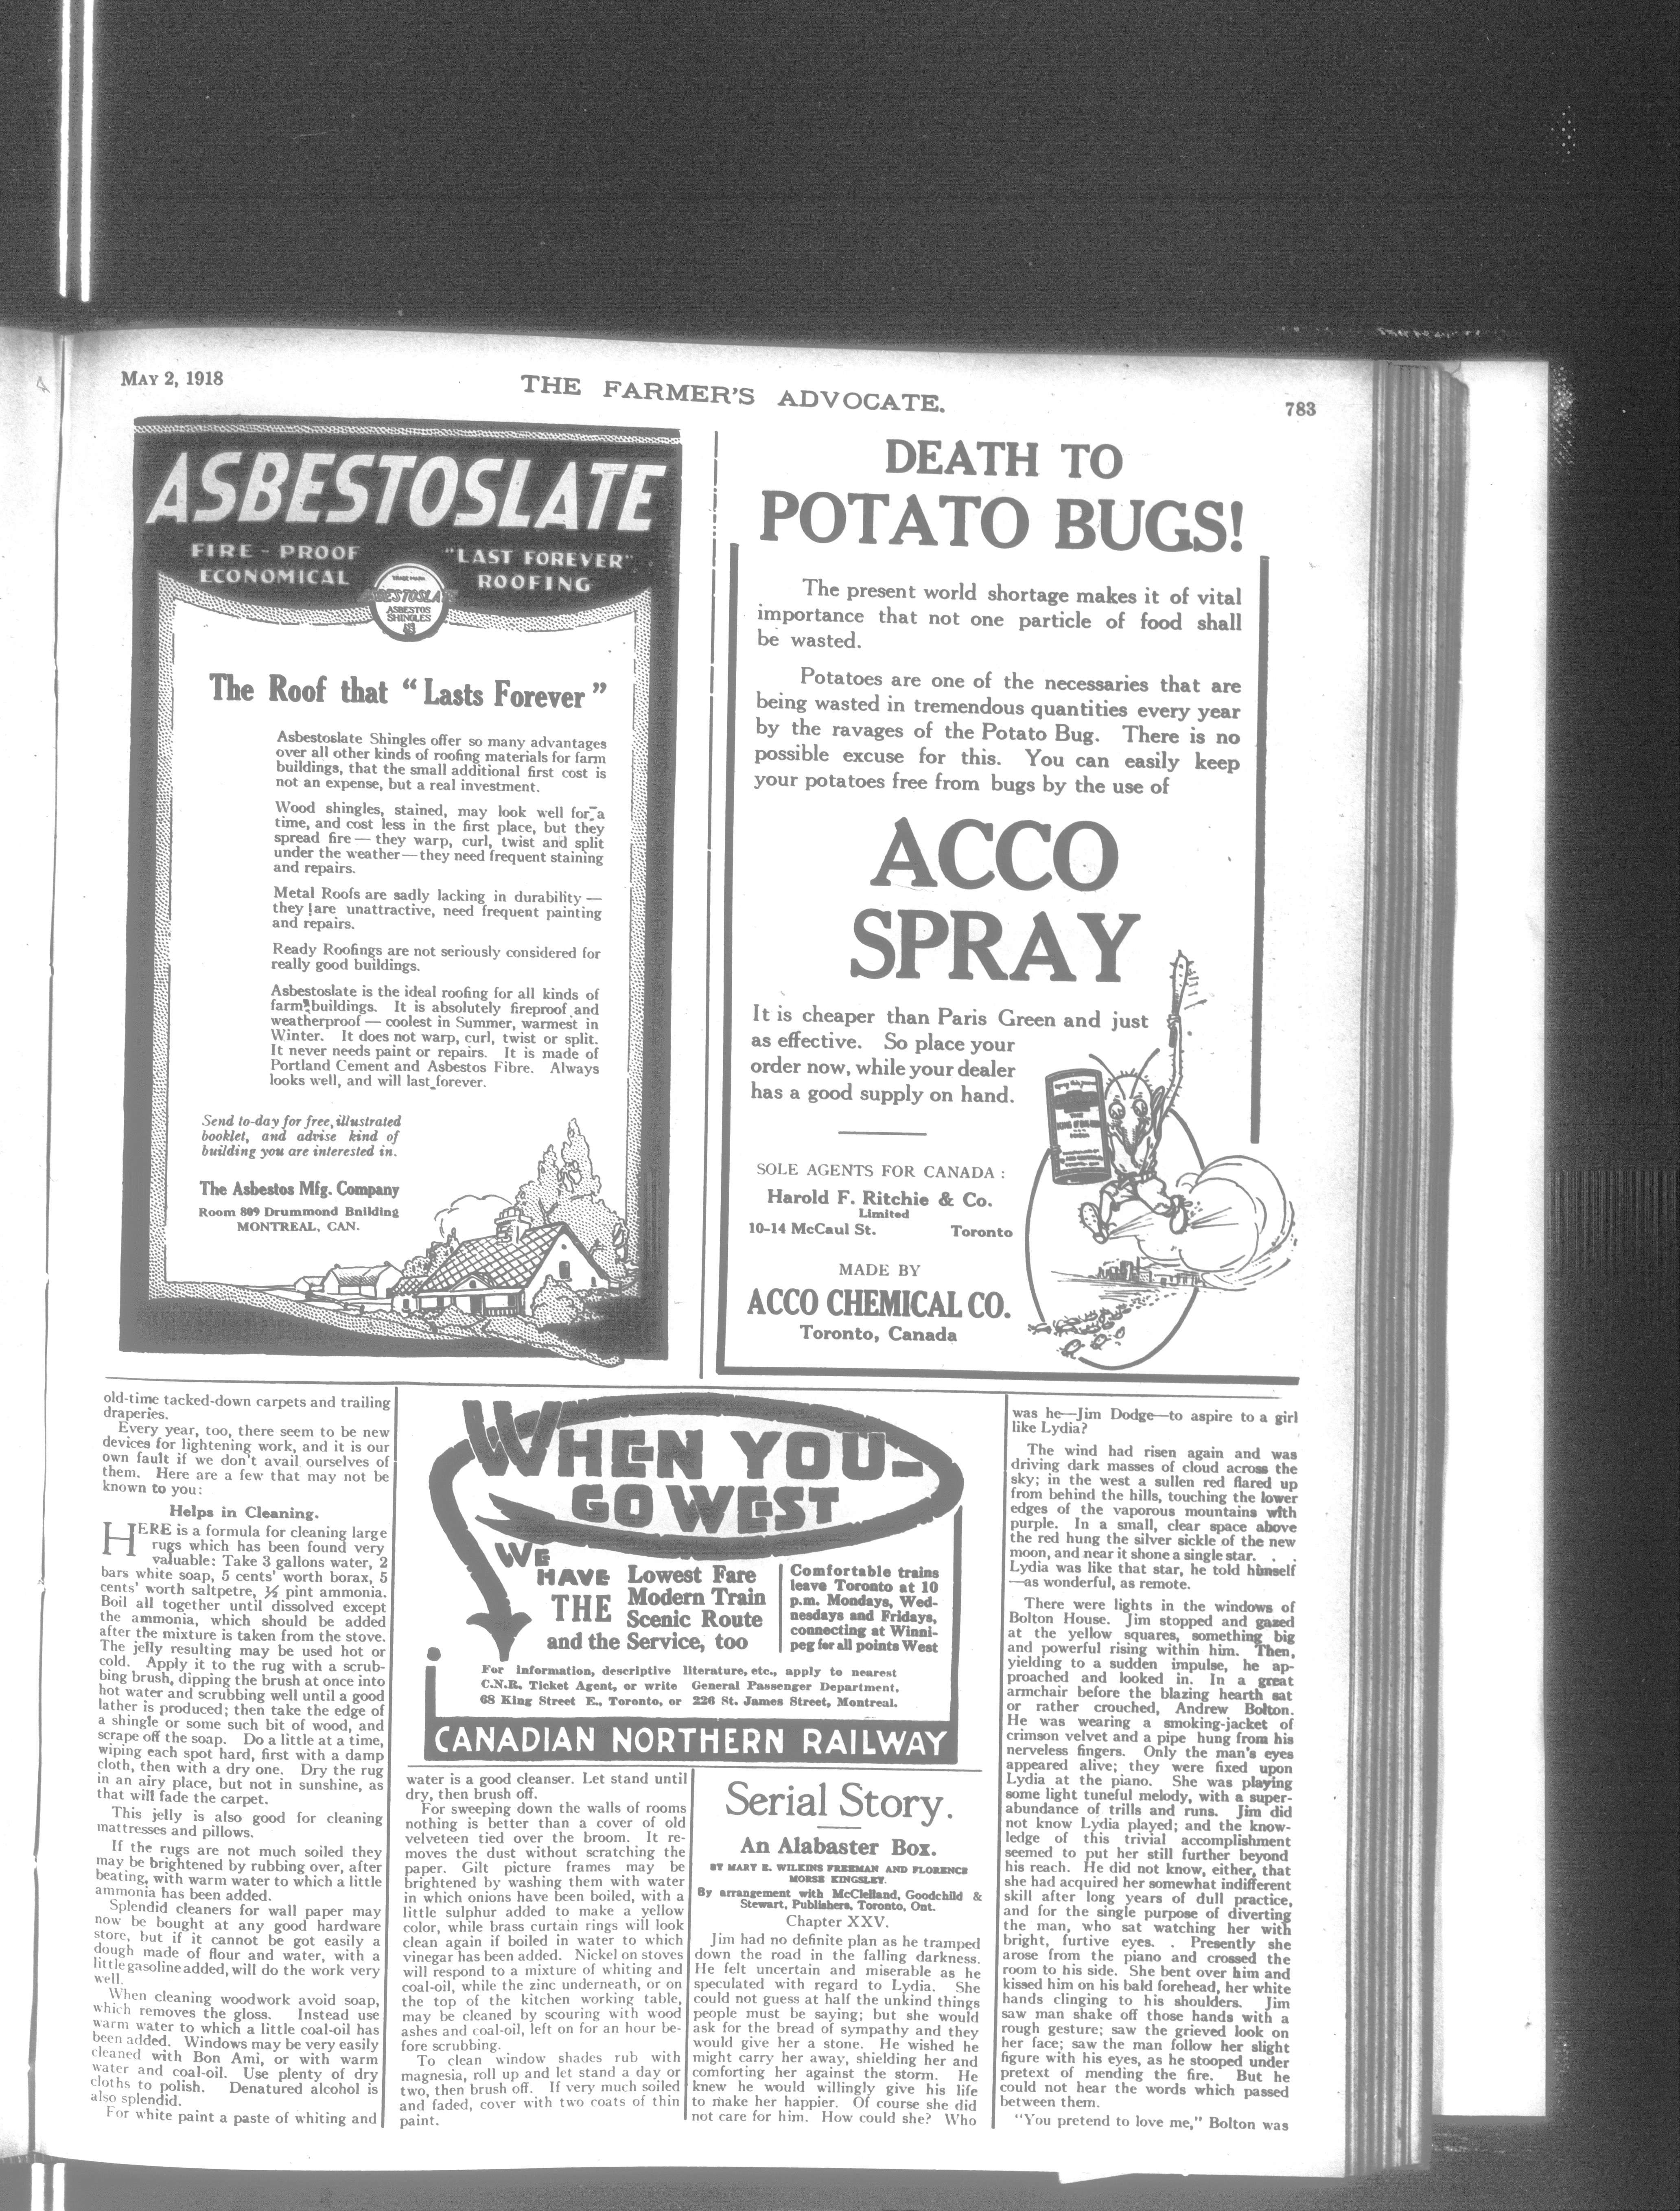 MAY 2, 1918
THE FARMER'S ADVOCATE.
783
ASBESTOSLATE
FIRE - PROOF
ECONOMICAL
"LAST FOREVER"
ROOFING
TRADE MARK
ASBESTOS
SHINGLES
The Roof that "Lasts Forever"
Asbestoslate Shingles offer so many advantages
over all other kinds of roofing materials for farm
buildings, that the small additional first cost is
not an expense, but a real investment.
Wood shingles, stained, may look well for a
time, and cost less in the first place, but they
spread fire — they warp, curl, twist and split
under the weather — they need frequent staining
and repairs.
Metal Roofs are sadly lacking in durability —
they are unattractive, need frequent painting
and repairs.
Ready Roofings are not seriously considered for
really good buildings.
Asbestoslate is the ideal roofing for all kinds of
farm buildings. It is absolutely fireproof and
weatherproof — coolest in Summer, warmest in
Winter. It does not warp, curl, twist or split.
It never needs paint or repairs. It is made of
Portland Cement and Asbestos Fibre. Always
looks well, and will last forever.
Send to-day for free, illustrated
booklet, and advise kind of
building you are interested in.
The Asbestos Mfg. Company
Room 809 Drummond Bnilding
MONTREAL, CAN.
DEATH TO
POTATO BUGS!
The present world shortage makes it of vital
importance that not one particle of food shall
be wasted.
Potatoes are one of the necessaries that are
being wasted in tremendous quantities every year
by the ravages of the Potato Bug. There is no
possible excuse for this. You can easily keep
your potatoes free from bugs by the use of
ACCO
SPRAY
It is cheaper than Paris Green and just
as effective. So place your
order now, while your dealer
has a good supply on hand.
SOLE AGENTS FOR CANADA :
Harold F. Ritchie & Co.
Limited
10-14 McCaul St. Toronto
MADE BY
ACCO CHEMICAL CO.
Toronto, Canada
old-time tacked-down carpets and trailing
draperies.
Every year, too, there seem to be new
devices for lightening work, and it is our
own fault if we don't avail ourselves of
them. Here are a few that may not be
known to you:
Helps in Cleaning.
HERE is a formula for cleaning large
rugs which has been found very
valuable: Take 3 gallons water, 2
bars white soap, 5 cents' worth borax, 5
cents' worth saltpetre, ½ pint ammonia.
Boil all together until dissolved except
the ammonia, which should be added
after the mixture is taken from the stove.
The jelly resulting may be used hot or
cold. Apply it to the rug with a scrub-
bing brush, dipping the brush at once into
hot water and scrubbing well until a good
lather is produced; then take the edge of
a shingle or some such bit of wood, and
scrape off the soap. Do a little at a time,
wiping each spot hard, first with a damp
cloth, then with a dry one. Dry the rug
in an airy place, but not in sunshine, as
that will fade the carpet.
This jelly is also good for cleaning
mattresses and pillows.
If the rugs are not much soiled they
may be brightened by rubbing over, after
beating, with warm water to which a little
ammonia has been added.
Splendid cleaners for wall paper may
now be bought at any good hardware
store, but if it cannot be got easily a
dough made of flour and water, with a
little gasoline added, will do the work very
well.
When cleaning woodwork avoid soap,
which removes the gloss. Instead use
warm water to which a little coal-oil has
been added. Windows may be very easily
cleaned with Bon Ami, or with warm
water and coal-oil. Use plenty of dry
cloths to polish. Denatured alcohol is
also splendid.
For white paint a paste of whiting and
WHEN YOU
GO WEST
WE
HAVE
THE
Lowest Fare
Modern Train
Scenic Route
and the Service, too
Comfortable trains
leave Toronto at 10
p.m. Mondays, Wed-
nesdays and Fridays,
connecting at Winni-
peg for all points West
For information, descriptive literature, etc., apply to nearest
C.N.R. Ticket Agent, or write General Passenger Department,
68 King Street E., Toronto, or 226 St. James Street, Montreal.
CANADIAN NORTHERN RAILWAY
water is a good cleanser. Let stand until
dry, then brush off.
For sweeping down the walls of rooms
nothing is better than a cover of old
velveteen tied over the broom. It re-
moves the dust without scratching the
paper. Gilt picture frames may be
brightened by washing them with water
in which onions have been boiled, with a
little sulphur added to make a yellow
color, while brass curtain rings will look
clean again if boiled in water to which
vinegar has been added. Nickel on stoves
will respond to a mixture of whiting and
coal-oil, while the zinc underneath, or on
the top of the kitchen working table,
may be cleaned by scouring with wood
ashes and coal-oil, left on for an hour be-
fore scrubbing.
To clean window shades rub with
magnesia, roll up and let stand a day or
two, then brush off. If very much soiled
and faded, cover with two coats of thin
paint.
Serial Story.
An Alabaster Box.
BY MARY E. WILKINS FREEMAN AND FLORENCE
MORSE KINGSLEY.
By arrangement with McClelland, Goodchild &
Stewart, Publishers, Toronto, Ont.
Chapter XXV.
Jim had no definite plan as he tramped
down the road in the falling darkness.
He felt uncertain and miserable as he
speculated with regard to Lydia. She
could not guess at half the unkind things
people must be saying; but she would
ask for the bread of sympathy and they
would give her a stone. He wished he
might carry her away, shielding her and
comforting her against the storm. He
knew he would willingly give his life
to make her happier. Of course she did
not care for him. How could she? Who
was he—Jim Dodge—to aspire to a girl
like Lydia?
The wind had risen again and was
driving dark masses of cloud across the
sky; in the west a sullen red flared up
from behind the hills, touching the lower
edges of the vaporous mountains with
purple. In a small, clear space above
the red hung the silver sickle of the new
moon, and near it shone a single star. . .
Lydia was like that star, he told himself
—as wonderful, as remote.
There were lights in the windows of
Bolton House. Jim stopped and gazed
at the yellow squares, something big
and powerful rising within him. Then,
yielding to a sudden impulse, he ap-
proached and looked in. In a great
armchair before the blazing hearth sat
or rather crouched, Andrew Bolton.
He was wearing a smoking-jacket of
crimson velvet and a pipe hung from his
nerveless fingers. Only the man's eyes
appeared alive; they were fixed upon
Lydia at the piano. She was playing
some light tuneful melody, with a super-
abundance of trills and runs. Jim did
not know Lydia played; and the know-
ledge of this trivial accomplishment
seemed to put her still further beyond
his reach. He did not know, either, that
she had acquired her somewhat indifferent
skill after long years of dull practice,
and for the single purpose of diverting
the man, who sat watching her with
bright, furtive eyes. . Presently she
arose from the piano and crossed the
room to his side. She bent over him and
kissed him on his bald forehead, her white
hands clinging to his shoulders. Jim
saw man shake off those hands with a
rough gesture; saw the grieved look on
her face; saw the man follow her slight
figure with his eyes, as he stooped under
pretext of mending the fire. But he
could not hear the words which passed
between them.
"You pretend to love me," Bolton was